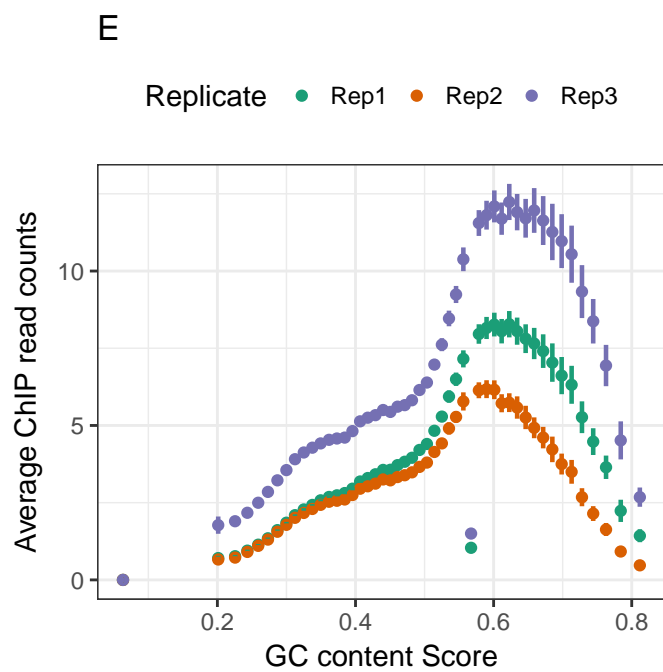 E
Replicate Rep1 Rep2 Rep3
Average ChIP read counts
10
5
0
0.2 0.4 0.6 0.8
GC content Score